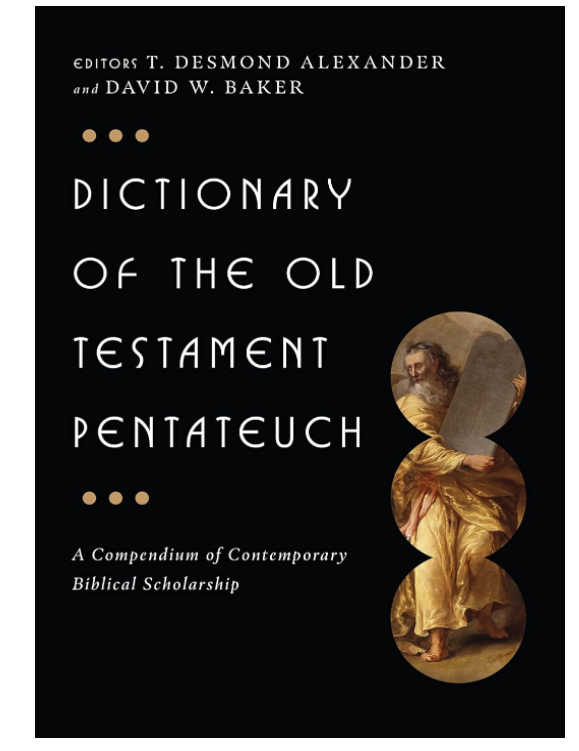 EDITORS T. DESMOND ALEXANDER
and DAVID W. BAKER
DICTIONARY
OF THE OLD
TESTAMENT
PENTATEUCH
A Compendium of Contemporary
Biblical Scholarship